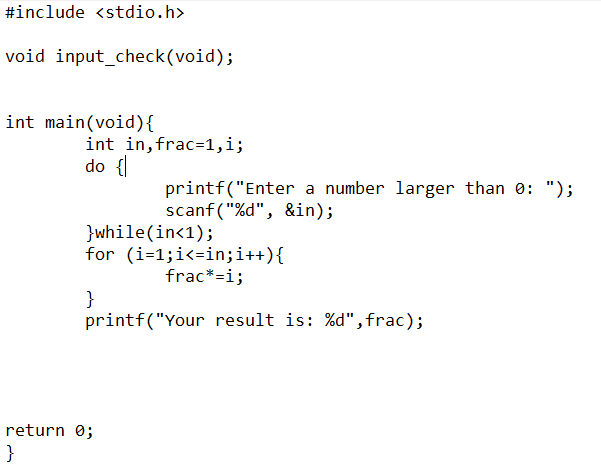 #include <stdio.h>
void input_check(void);
int main(void){
int in,frac=1,i;
do {
printf("Enter a number larger than 0: ");
scanf("%d", &in);
}while(in<1);
for (i=1;i<=in;i++){
frac*=i;
}
printf("Your result is: %d",frac);
return 0;
}